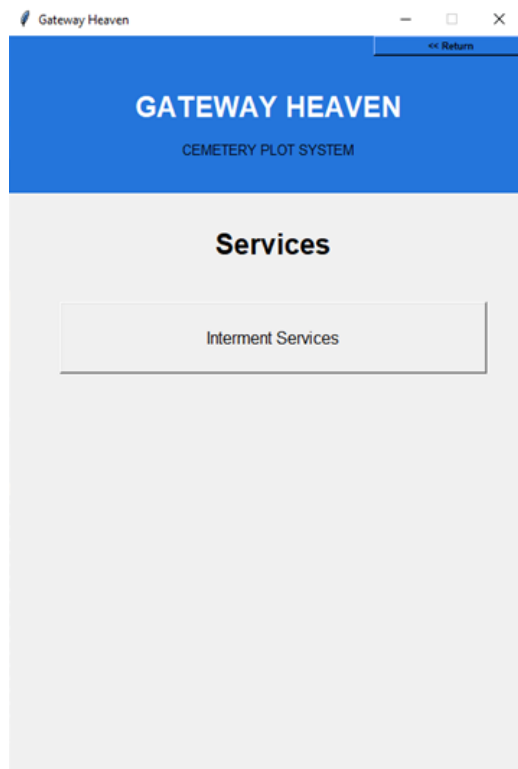 Gateway Heaven
<< Return
GATEWAY HEAVEN
CEMETERY PLOT SYSTEM
Services
Interment Services